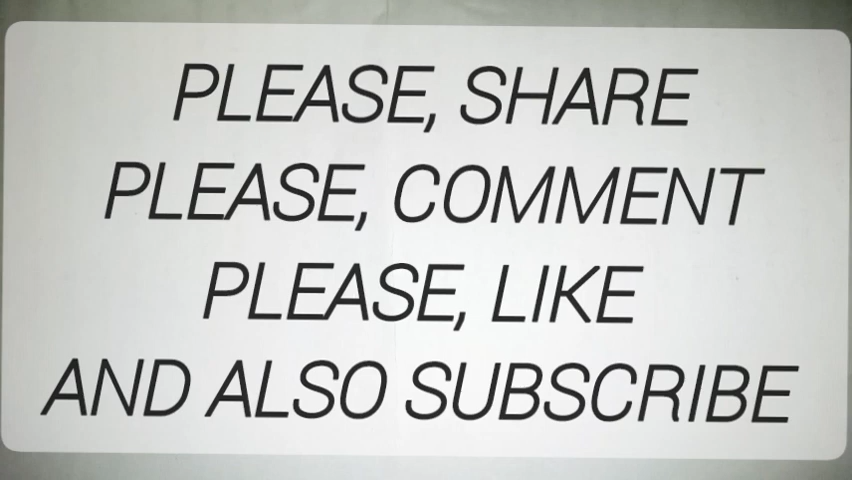 PLEASE, SHARE
PLEASE, COMMENT
PLEASE, LIKE
AND ALSO SUBSCRIBE